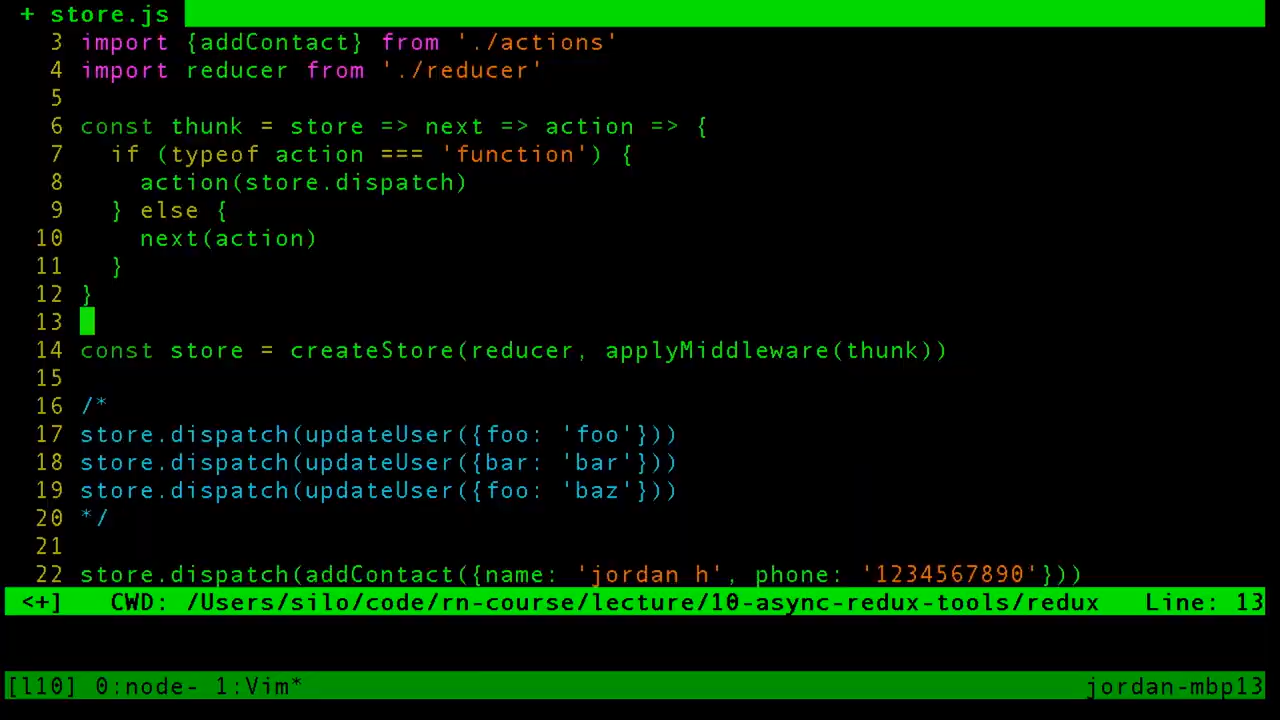 + store.js
3 import {addContact} from './actions'
4 import reducer from './reducer'
5
6 const thunk = store => next => action => {
7   if (typeof action === 'function') {
8     action(store.dispatch)
9   } else {
10     next(action)
11   }
12 }
13
14 const store = createStore(reducer, applyMiddleware(thunk))
15
16 /*
17 store.dispatch(updateUser({foo: 'foo'}))
18 store.dispatch(updateUser({bar: 'bar'}))
19 store.dispatch(updateUser({foo: 'baz'}))
20 */
21
22 store.dispatch(addContact({name: 'jordan h', phone: '1234567890'}))
<+] CWD: /Users/silo/code/rn-course/lecture/10-async-redux-tools/redux Line: 13
[l10] 0:node- 1:Vim* jordan-mbp13